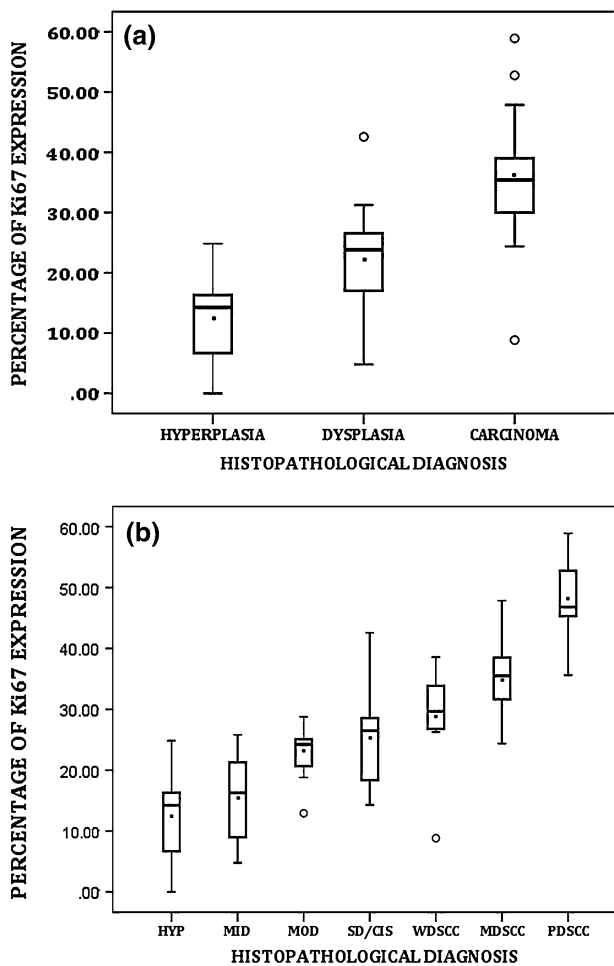 (a)
PERCENTAGE OF Ki67 EXPRESSION
60.00
50.00
40.00
30.00
20.00
10.00
.00
HYPERPLASIA DYSPLASIA CARCINOMA
HISTOPATHOLOGICAL DIAGNOSIS
(b)
PERCENTAGE OF Ki67 EXPRESSION
60.00
50.00
40.00
30.00
20.00
10.00
.00
HYP MID MOD SD/CIS WDSCC MDSCC PDSCC
HISTOPATHOLOGICAL DIAGNOSIS